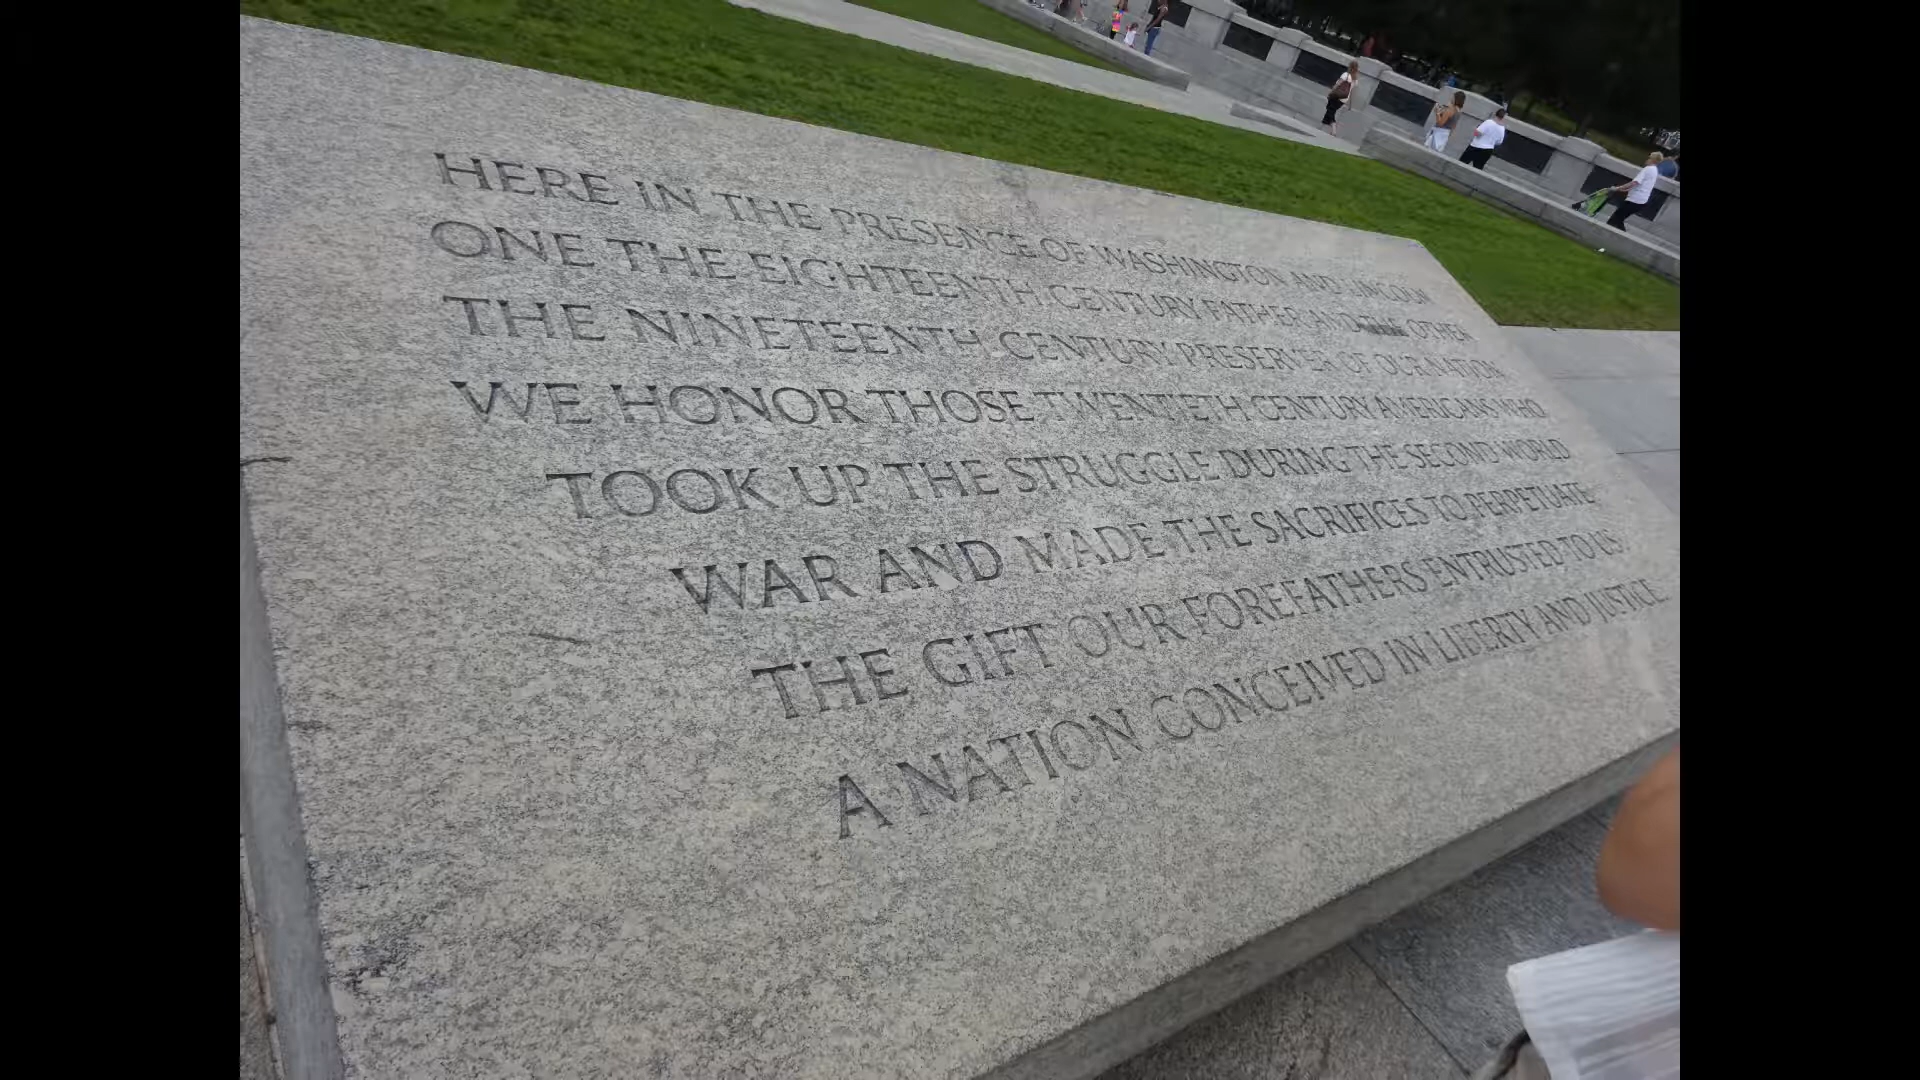 HERE IN THE PRESENCE OF WASHINGTON AND LINCOLN
ONE THE EIGHTEENTH CENTURY FATHER AND THE OTHER
THE NINETEENTH CENTURY PRESERVER OF OUR NATION
WE HONOR THOSE TWENTIETH CENTURY AMERICANS WHO
TOOK UP THE STRUGGLE DURING THE SECOND WORLD
WAR AND MADE THE SACRIFICES TO PERPETUATE
THE GIFT OUR FOREFATHERS ENTRUSTED TO US
A NATION CONCEIVED IN LIBERTY AND JUSTICE